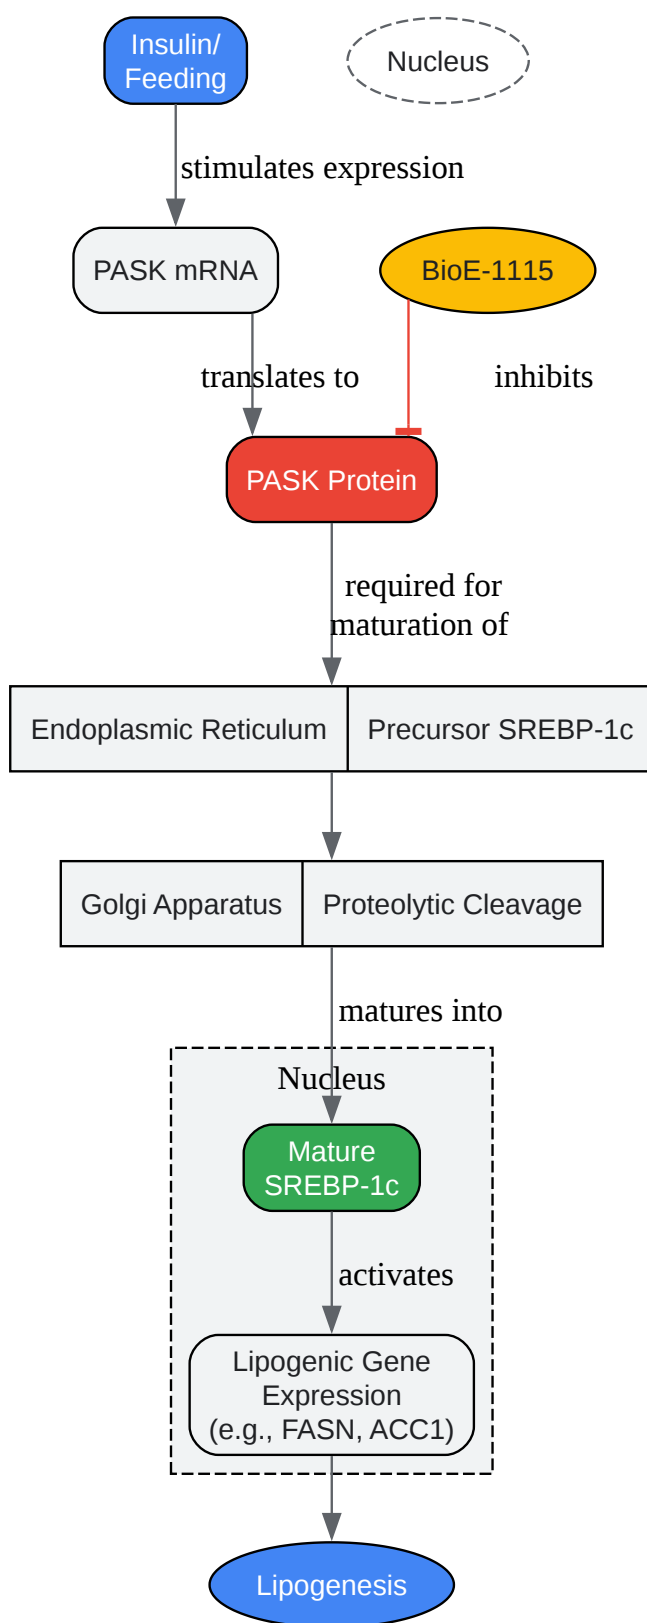 Insulin/
Feeding
Nucleus
stimulates expression
PASK mRNA
BioE-1115
translates to
inhibits
PASK Protein
required for
maturation of
Endoplasmic Reticulum
Precursor SREBP-1c
Golgi Apparatus
Proteolytic Cleavage
matures into
Nucleus
Mature
SREBP-1c
activates
Lipogenic Gene
Expression
(e.g., FASN, ACC1)
Lipogenesis